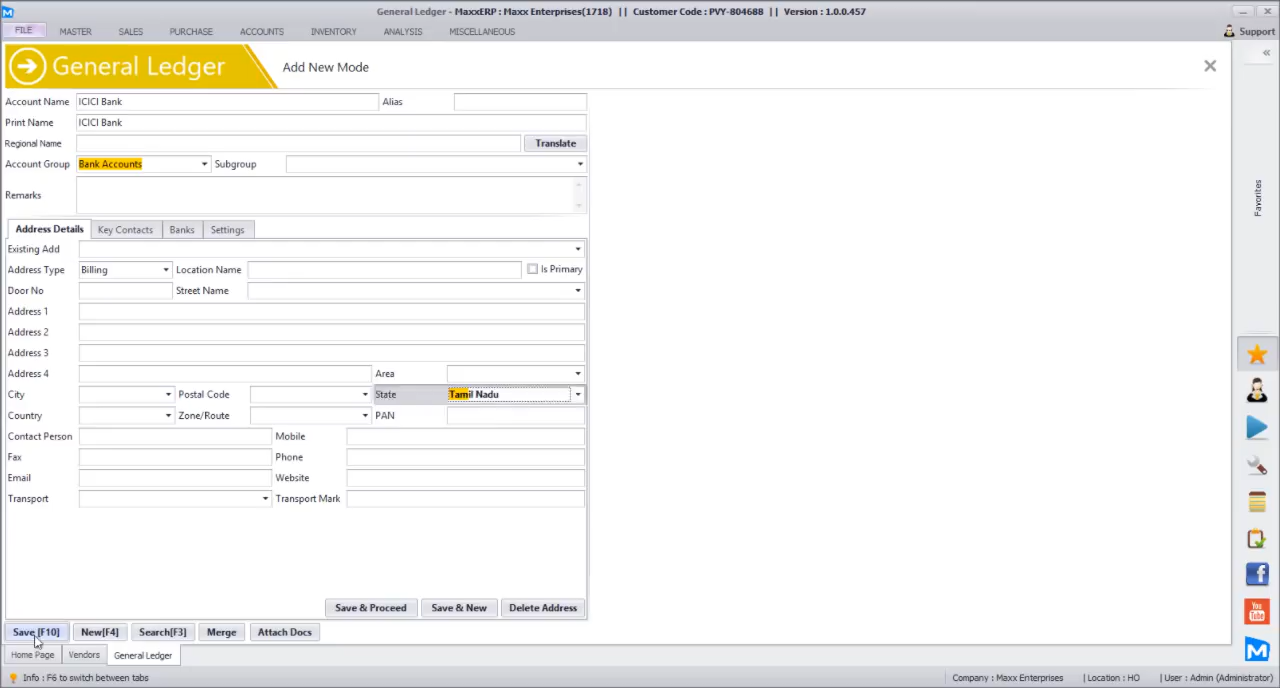 General Ledger - MaxxERP : Maxx Enterprises(1718) || Customer Code : PVY-804688 || Version : 1.0.0.457
FILE MASTER SALES PURCHASE ACCOUNTS INVENTORY ANALYSIS MISCELLANEOUS Support
General Ledger Add New Mode
Account Name ICICI Bank Alias
Print Name ICICI Bank
Regional Name Translate
Account Group Bank Accounts Subgroup
Remarks
Favorites
Address Details Key Contacts Banks Settings
Existing Add
Address Type Billing Location Name Is Primary
Door No Street Name
Address 1
Address 2
Address 3
Address 4 Area
City Postal Code State Tamil Nadu
Country Zone/Route PAN
Contact Person Mobile
Fax Phone
Email Website
Transport Transport Mark
You Tube
Save & Proceed Save & New Delete Address
Save [F10] New[F4] Search[F3] Merge Attach Docs
Home Page Vendors General Ledger
Info : F6 to switch between tabs Company : Maxx Enterprises | Location : HO | User : Admin (Administrator)